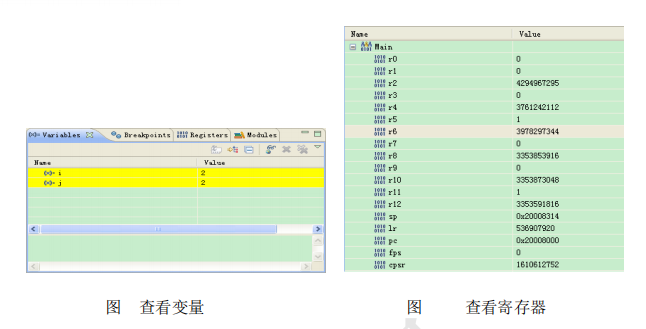 Variables Breakpoints Registers Modules
Name Value
i 2
j 2
图 查看变量
Name Value
Main
r0 0
r1 0
r2 4294967295
r3 0
r4 3761242112
r5 1
r6 3978297344
r7 0
r8 3353853916
r9 0
r10 3353873048
r11 1
r12 3353591816
sp 0x20008314
lr 536907920
pc 0x20008000
fps 0
cpsr 1610612752
图 查看寄存器